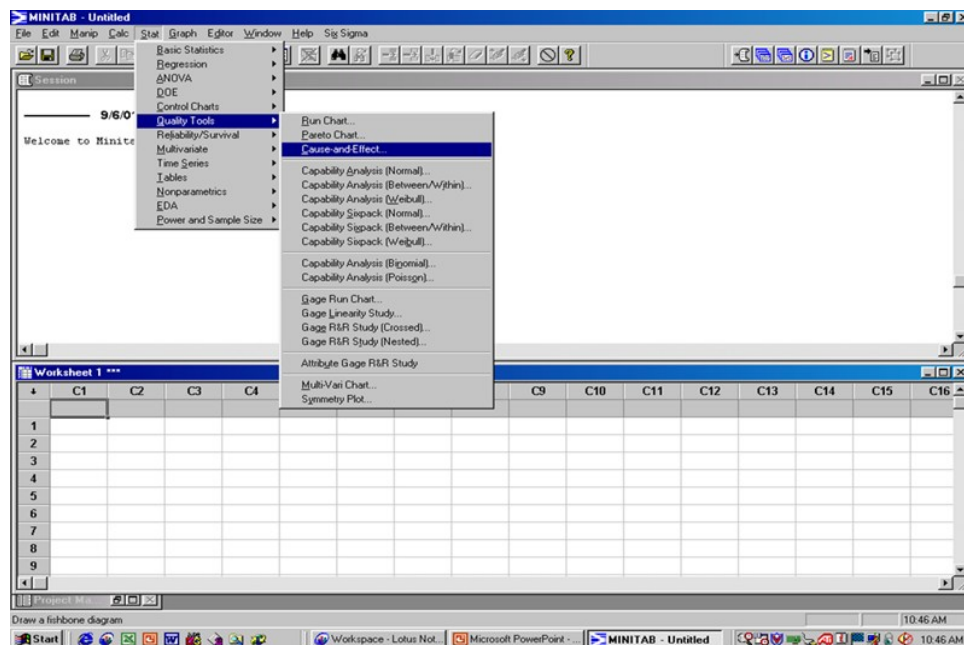 MINITAB - Untitled
File Edit Manip Calc Stat Graph Editor Window Help Six Sigma
Session
9/6/0
Welcome to Minita
Basic Statistics
Regression
ANOVA
DOE
Control Charts
Quality Tools
Reliability/Survival
Multivariate
Time Series
Tables
Nonparametrics
EDA
Power and Sample Size
Run Chart...
Pareto Chart...
Cause-and-Effect...
Capability Analysis (Normal)...
Capability Analysis (Between/Within)...
Capability Analysis (Weibull)...
Capability Sixpack (Normal)...
Capability Sixpack (Between/Within)...
Capability Sixpack (Weibull)...
Capability Analysis (Binomial)...
Capability Analysis (Poisson)...
Gage Run Chart...
Gage Linearity Study...
Gage R&R Study (Crossed)...
Gage R&R Study (Nested)...
Attribute Gage R&R Study
Multi-Vari Chart...
Symmetry Plot...
Worksheet 1 ***
C1 C2 C3 C4 C9 C10 C11 C12 C13 C14 C15 C16
1
2
3
4
5
6
7
8
9
Project Ma...
Draw a fishbone diagram 10:46 AM
Start Workspace - Lotus Not... Microsoft PowerPoint - ... MINITAB - Untitled 10:46 AM